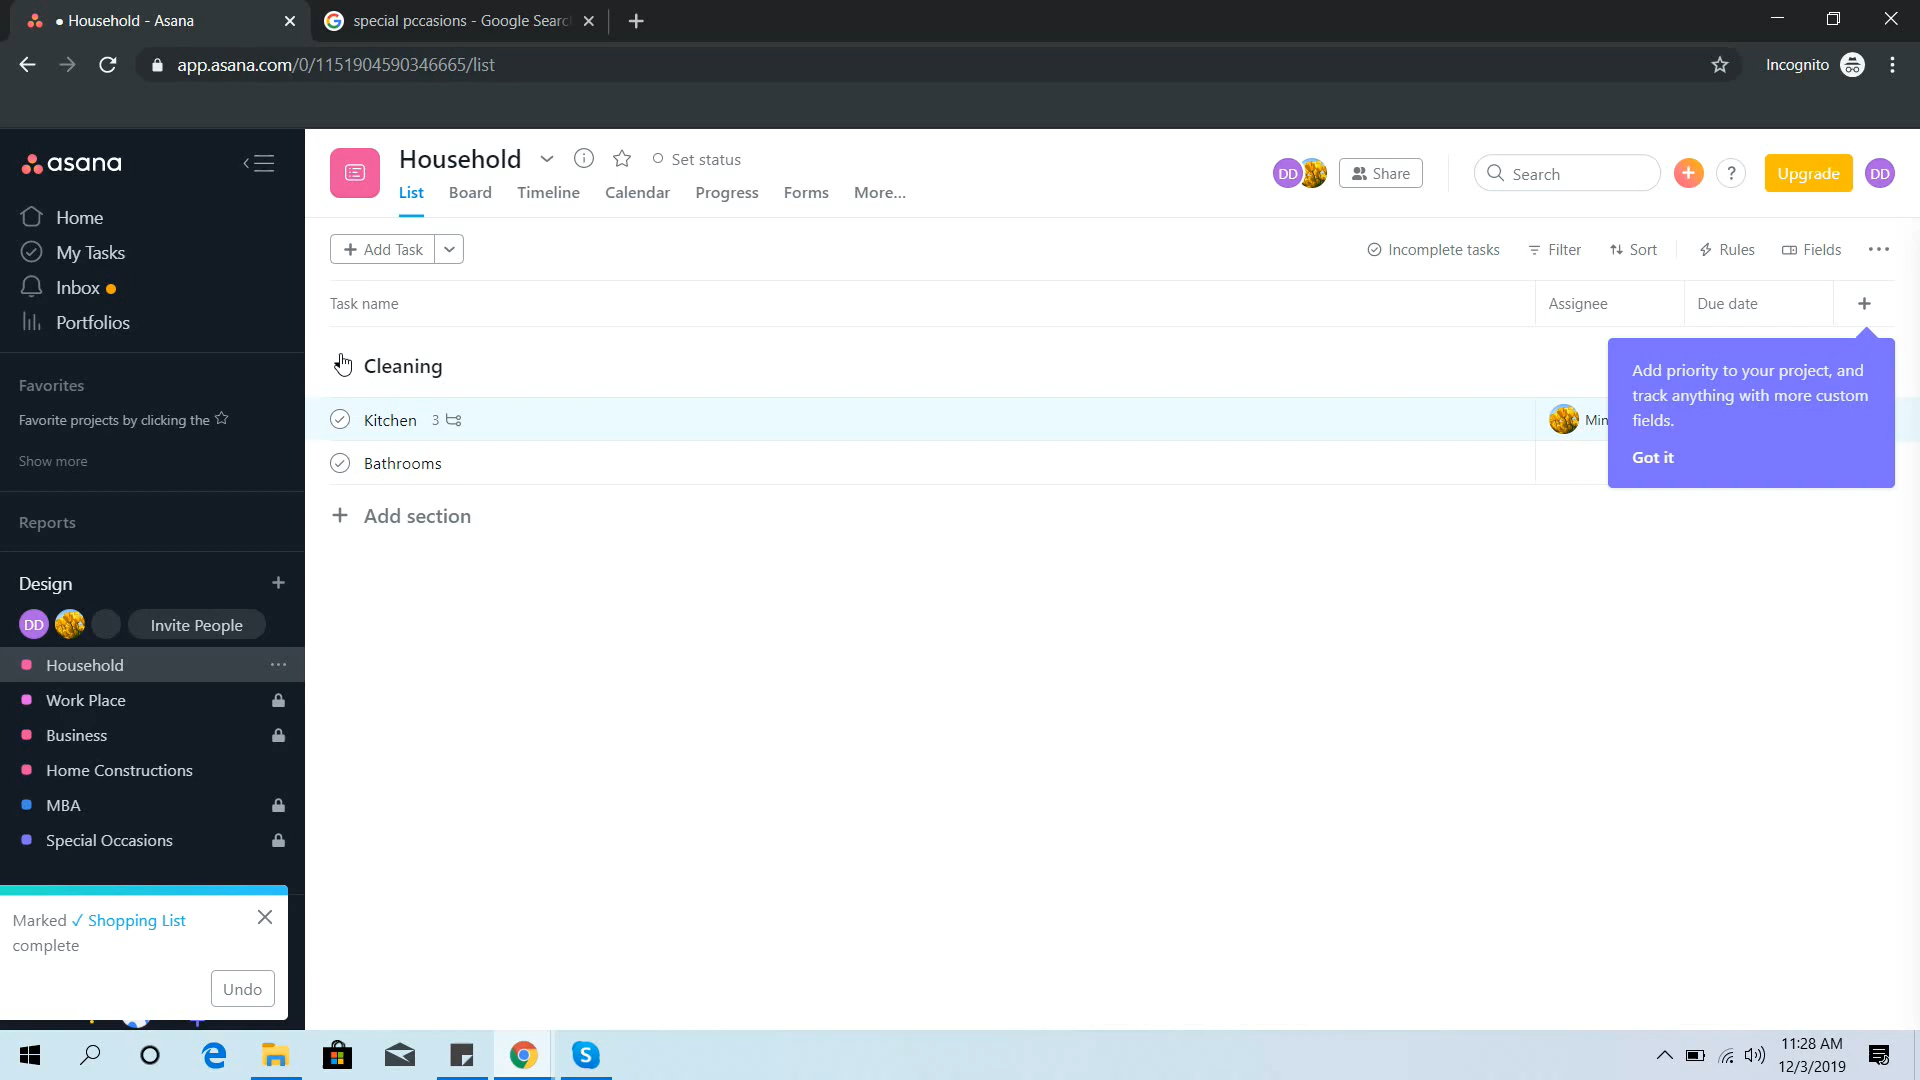 Household - Asana
special pccasions - Google Searc
app.asana.com/0/1151904590346665/list
Incognito
asana
Household
Set status
List
Board
Timeline
Calendar
Progress
Forms
More...
DD
Share
Search
?
Upgrade
DD
Home
My Tasks
Inbox
Portfolios
Add Task
Incomplete tasks
Filter
Sort
Rules
Fields
Task name
Assignee
Due date
Cleaning
Kitchen 3
Min
Bathrooms
Add section
Add priority to your project, and
track anything with more custom
fields.
Got it
Favorites
Favorite projects by clicking the
Show more
Reports
Design
DD
Invite People
Household
Work Place
Business
Home Constructions
MBA
Special Occasions
Marked ✓ Shopping List
complete
Undo
11:28 AM
12/3/2019